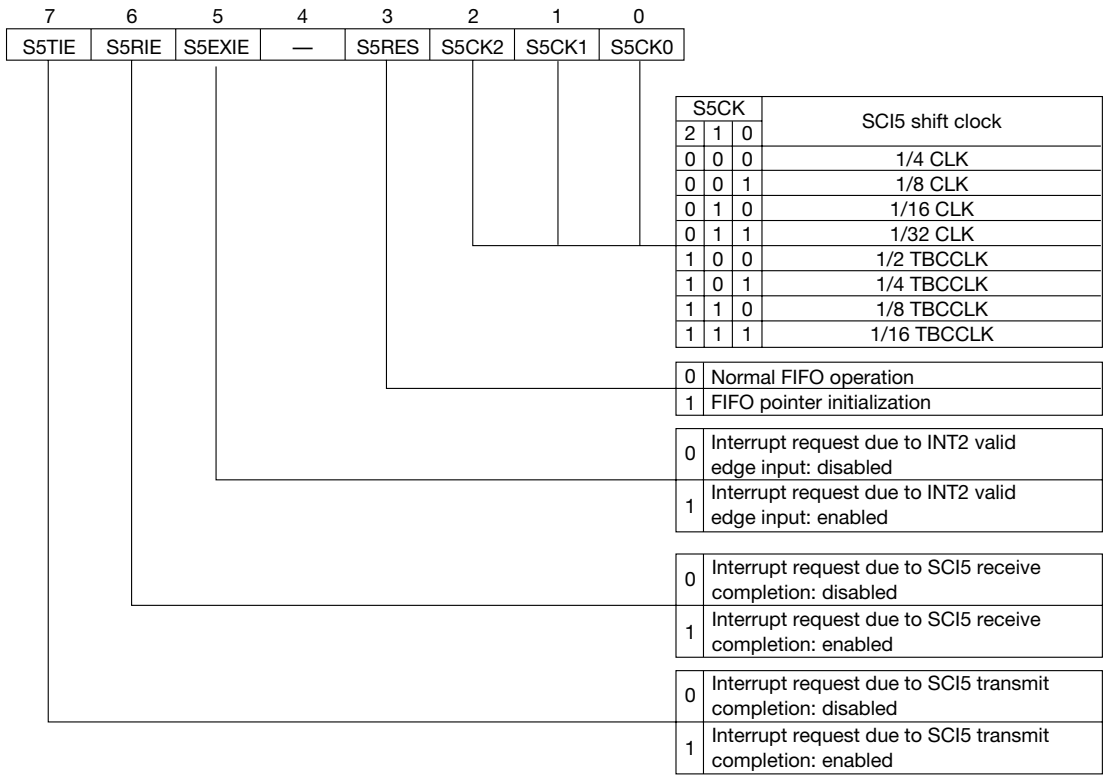 7 6 5 4 3 2 1 0
S5TIE S5RIE S5EXIE — S5RES S5CK2 S5CK1 S5CK0
S5CK SCI5 shift clock
2 1 0
0 0 0 1/4 CLK
0 0 1 1/8 CLK
0 1 0 1/16 CLK
0 1 1 1/32 CLK
1 0 0 1/2 TBCCLK
1 0 1 1/4 TBCCLK
1 1 0 1/8 TBCCLK
1 1 1 1/16 TBCCLK
0 Normal FIFO operation
1 FIFO pointer initialization
0 Interrupt request due to INT2 valid
edge input: disabled
1 Interrupt request due to INT2 valid
edge input: enabled
0 Interrupt request due to SCI5 receive
completion: disabled
1 Interrupt request due to SCI5 receive
completion: enabled
0 Interrupt request due to SCI5 transmit
completion: disabled
1 Interrupt request due to SCI5 transmit
completion: enabled